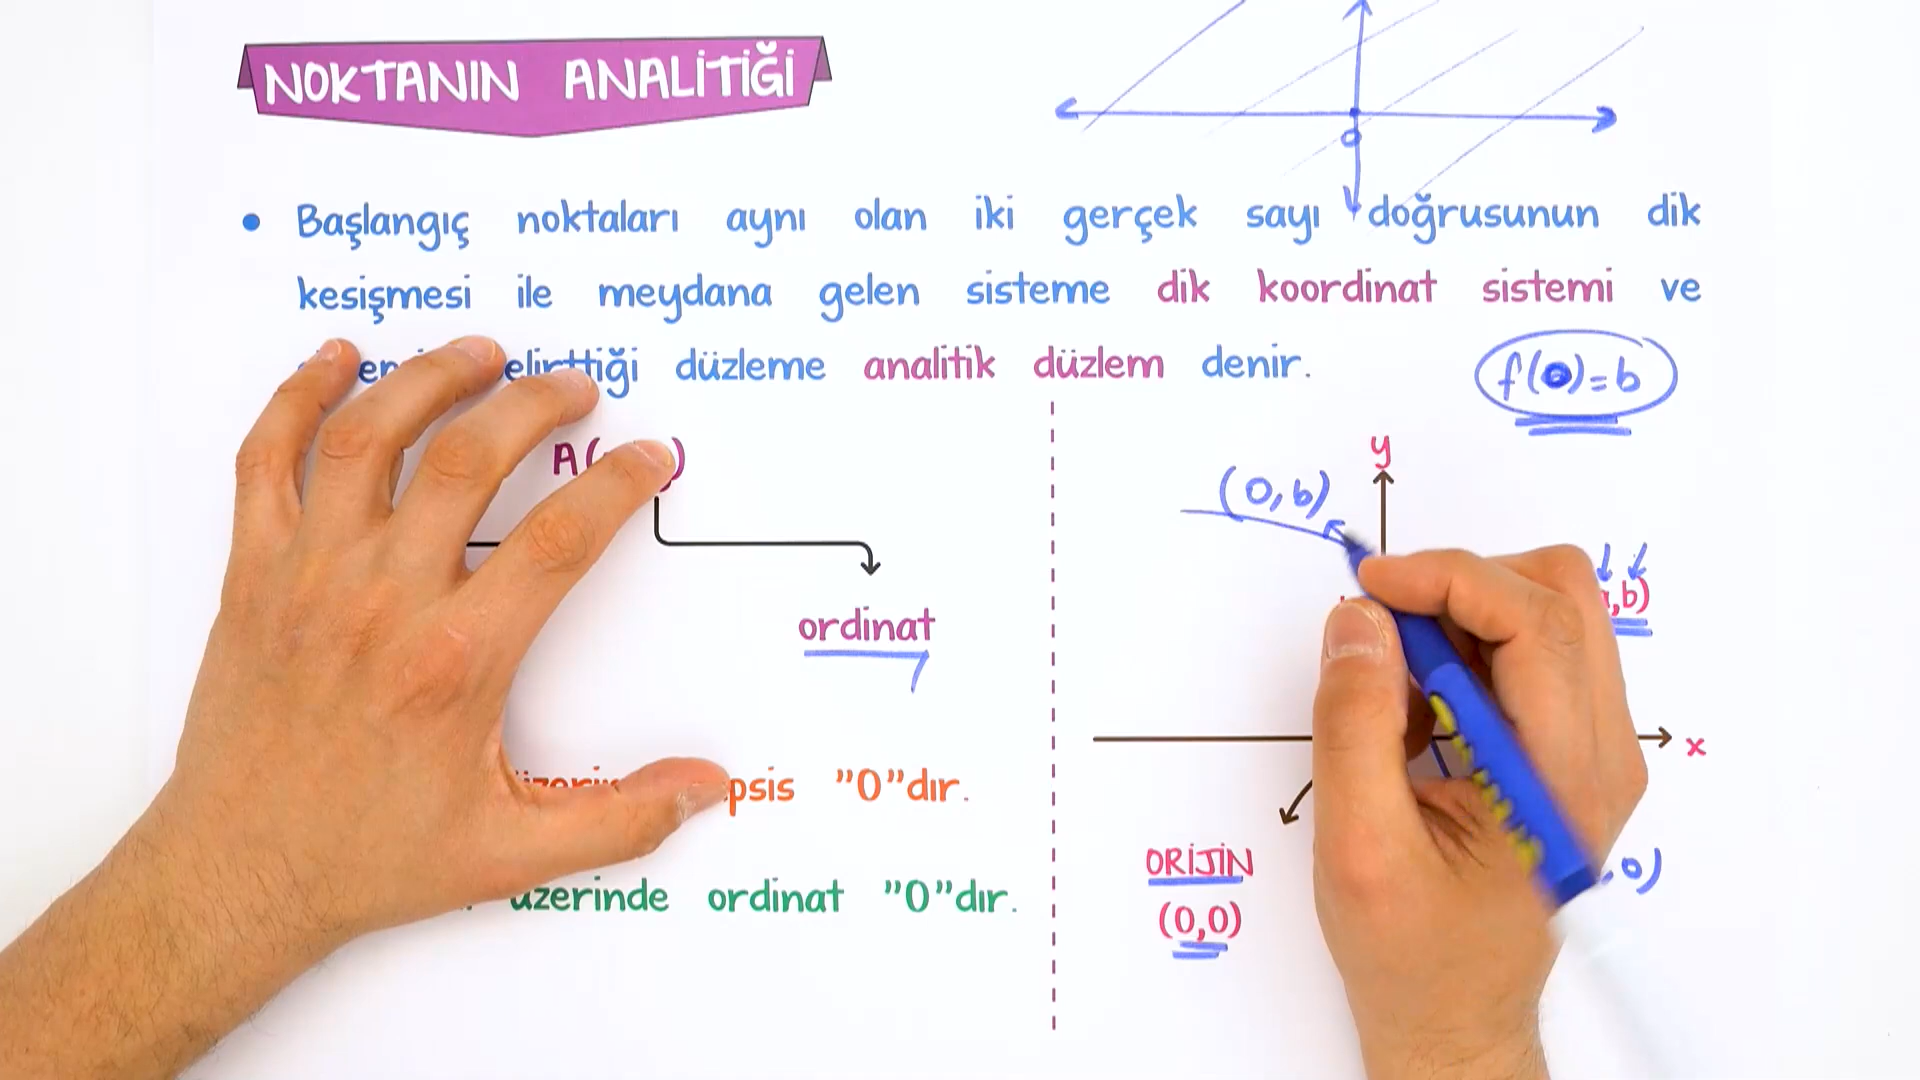 NOKTANIN ANALİTİĞİ
0
• Başlangıç noktaları aynı olan iki gerçek sayı doğrusunun dik
kesişmesi ile meydana gelen sisteme dik koordinat sistemi ve
düzleme analitik düzlem denir.
f(0)=b
A( )
y
(0,b)
,b)
ordinat
x
"0"dır.
ORİJİN
,0)
üzerinde ordinat "0"dır.
(0,0)